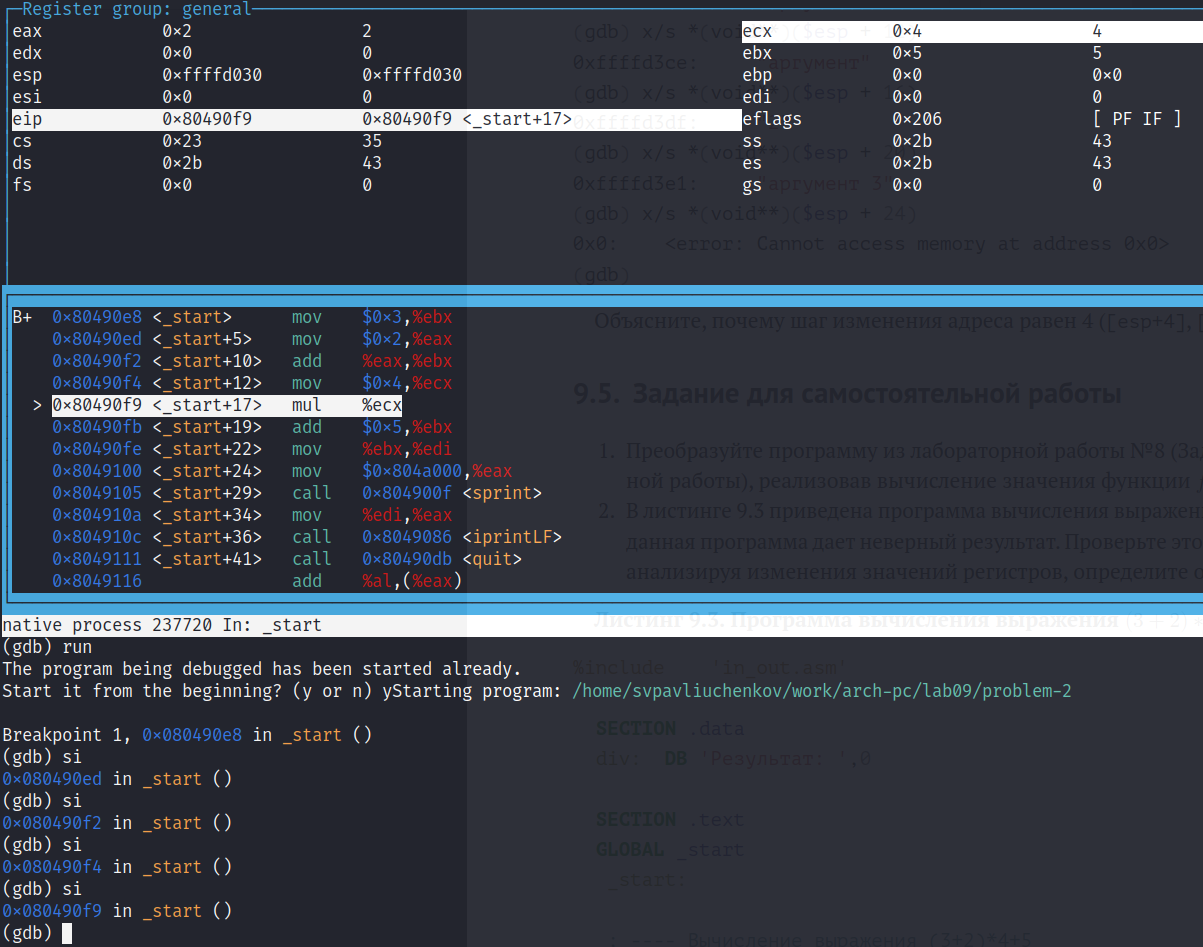 Register group: general
eax 0x2 2 ecx 0x4 4
edx 0x0 0 ebx 0x5 5
esp 0xffffd030 0xffffd030 ebp 0x0 0x0
esi 0x0 0 edi 0x0 0
eip 0x80490f9 0x80490f9 <_start+17> eflags 0x206 [ PF IF ]
cs 0x23 35 ss 0x2b 43
ds 0x2b 43 es 0x2b 43
fs 0x0 0 gs 0x0 0
(gdb) x/s *(void**)($esp +
0xffffd3ce: аргумент"
(gdb) x/s *(void**)($esp +
0xffffd3df:
(gdb) x/s *(void**)($esp +
0xffffd3e1: "аргумент 3"
(gdb) x/s *(void**)($esp + 24)
0x0: <error: Cannot access memory at address 0x0>
(gdb)
B+ 0x80490e8 <_start> mov $0x3,%ebx
0x80490ed <_start+5> mov $0x2,%eax
0x80490f2 <_start+10> add %eax,%ebx
0x80490f4 <_start+12> mov $0x4,%ecx
> 0x80490f9 <_start+17> mul %ecx
0x80490fb <_start+19> add $0x5,%ebx
0x80490fe <_start+22> mov %ebx,%edi
0x8049100 <_start+24> mov $0x804a000,%eax
0x8049105 <_start+29> call 0x804900f <sprint>
0x804910a <_start+34> mov %edi,%eax
0x804910c <_start+36> call 0x8049086 <iprintLF>
0x8049111 <_start+41> call 0x80490db <quit>
0x8049116 add %al,(%eax)
Объясните, почему шаг изменения адреса равен 4 ([esp+4], [
9.5. Задание для самостоятельной работы
1. Преобразуйте программу из лабораторной работы №8 (За
ной работы), реализовав вычисление значения функции
2. В листинге 9.3 приведена программа вычисления выражен
данная программа дает неверный результат. Проверьте это
анализируя изменения значений регистров, определите о
native process 237720 In: _start
Листинг 9.3. Программа вычисления выражения (3 + 2) *
(gdb) run
The program being debugged has been started already.
Start it from the beginning? (y or n) yStarting program: /home/svpavliuchenkov/work/arch-pc/lab09/problem-2
Breakpoint 1, 0x080490e8 in _start ()
(gdb) si
0x080490ed in _start ()
(gdb) si
0x080490f2 in _start ()
(gdb) si
0x080490f4 in _start ()
(gdb) si
0x080490f9 in _start ()
(gdb)
%include 'in_out.asm'
SECTION .data
div: DB 'Результат: ',0
SECTION .text
GLOBAL _start
_start:
; ---- Вычисление выражения (3+2)*4+5